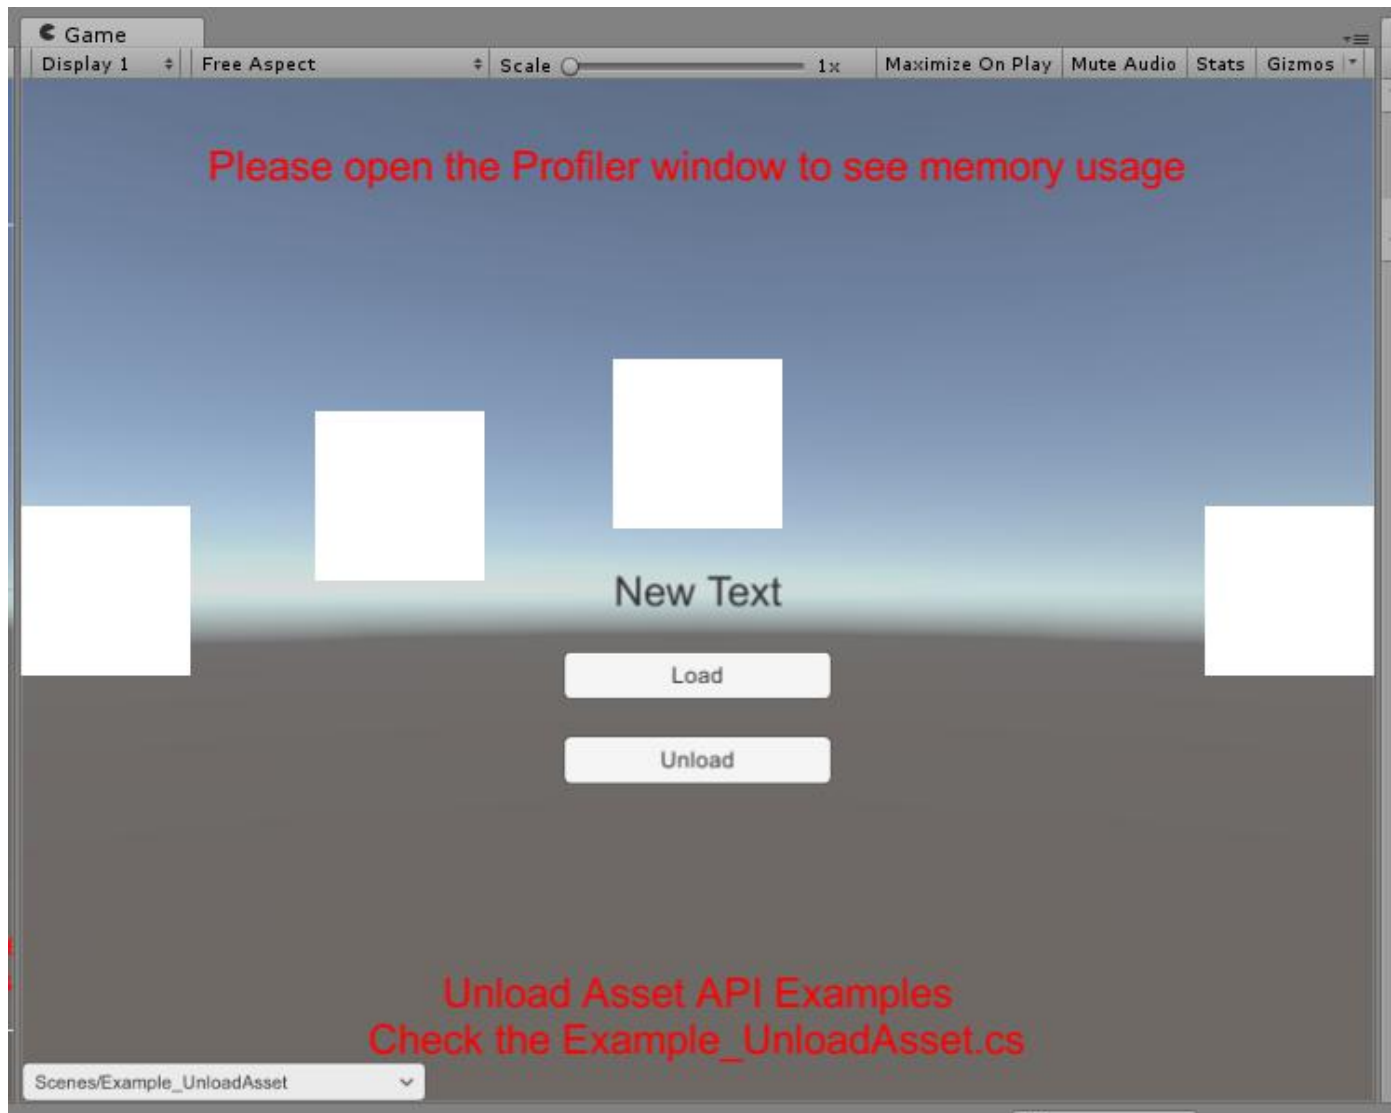 Game
Display 1 Free Aspect Scale 1x Maximize On Play Mute Audio Stats Gizmos
Please open the Profiler window to see memory usage
New Text
Load
Unload
Unload Asset API Examples
Check the Example_UnloadAsset.cs
Scenes/Example_UnloadAsset